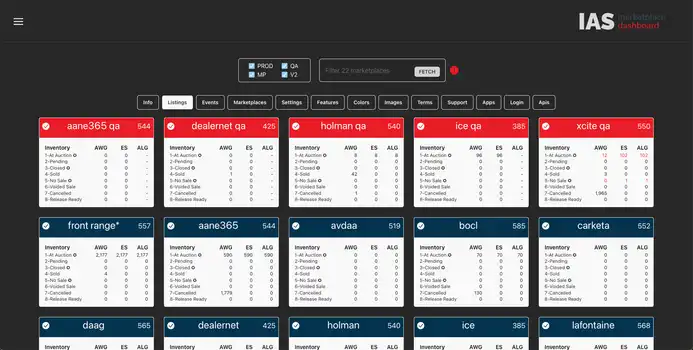 IAS marketplace
dashboard
PROD QA
MP V2
Filter 22 marketplaces FETCH
Info Listings Events Marketplaces Settings Features Colors Images Terms Support Apps Login Apis
aane365 qa 544
Inventory AWG ES ALG
1-At Auction 0 0 -
2-Pending 0 0 -
3-Closed 0 0 -
4-Sold 0 0 -
5-No Sale 0 0 -
6-Voided Sale 0 0 -
7-Cancelled 0 0 -
8-Release Ready 0 0 -
dealernet qa 425
Inventory AWG ES ALG
1-At Auction 0 0 -
2-Pending 0 0 -
3-Closed 0 0 -
4-Sold 1 0 -
5-No Sale 0 0 -
6-Voided Sale 0 0 -
7-Cancelled 0 0 -
8-Release Ready 0 0 -
holman qa 540
Inventory AWG ES ALG
1-At Auction 8 8 8
2-Pending 0 0 0
3-Closed 0 0 0
4-Sold 42 0 0
5-No Sale 0 0 0
6-Voided Sale 0 0 0
7-Cancelled 1 0 0
8-Release Ready 0 0 0
ice qa 385
Inventory AWG ES ALG
1-At Auction 96 96 -
2-Pending 0 0 -
3-Closed 0 0 -
4-Sold 0 0 -
5-No Sale 0 0 -
6-Voided Sale 0 0 -
7-Cancelled 0 0 -
8-Release Ready 0 0 -
xcite qa 550
Inventory AWG ES ALG
1-At Auction 12 102 102
2-Pending 0 0 0
3-Closed 0 0 0
4-Sold 3 0 0
5-No Sale 0 1 1
6-Voided Sale 0 0 0
7-Cancelled 1,965 0 0
8-Release Ready 0 0 0
front range* 557
Inventory AWG ES ALG
1-At Auction 2,177 2,177 2,177
2-Pending 0 0 0
3-Closed 0 0 0
4-Sold 4 0 0
5-No Sale 0 0 0
6-Voided Sale 0 0 0
7-Cancelled 0 0 0
8-Release Ready 0 0 0
aane365 544
Inventory AWG ES ALG
1-At Auction 590 590 590
2-Pending 0 0 0
3-Closed 0 0 0
4-Sold 0 0 0
5-No Sale 0 0 0
6-Voided Sale 0 0 0
7-Cancelled 1,779 0 0
8-Release Ready 0 0 0
avdaa 519
Inventory AWG ES ALG
1-At Auction 0 0 0
2-Pending 0 0 0
3-Closed 0 0 0
4-Sold 0 0 0
5-No Sale 0 0 0
6-Voided Sale 0 0 0
7-Cancelled 0 0 0
8-Release Ready 0 0 0
bocl 585
Inventory AWG ES ALG
1-At Auction 70 70 70
2-Pending 0 0 0
3-Closed 0 0 0
4-Sold 0 0 0
5-No Sale 0 0 0
6-Voided Sale 0 0 0
7-Cancelled 130 0 0
8-Release Ready 0 0 0
carketa 552
Inventory AWG ES ALG
1-At Auction 0 0 0
2-Pending 0 0 0
3-Closed 0 0 0
4-Sold 0 0 0
5-No Sale 0 0 0
6-Voided Sale 0 0 0
7-Cancelled 0 0 0
8-Release Ready 0 0 0
daag 565
Inventory AWG ES ALG
dealernet 425
Inventory AWG ES ALG
holman 540
Inventory AWG ES ALG
ice 385
Inventory AWG ES ALG
lafontaine 568
Inventory AWG ES ALG